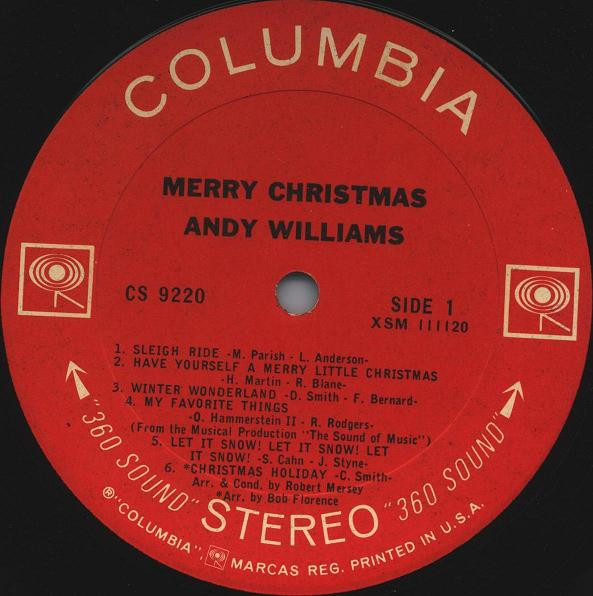 COLUMBIA
MERRY CHRISTMAS
ANDY WILLIAMS
CS 9220
SIDE 1
XSM 111120
1. SLEIGH RIDE -M. Parish - L. Anderson-
2. HAVE YOURSELF A MERRY LITTLE CHRISTMAS
-H. Martin - R. Blane-
3. WINTER WONDERLAND -D. Smith - F. Bernard-
4. MY FAVORITE THINGS
-O. Hammerstein II - R. Rodgers-
(From the Musical Production "The Sound of Music")
5. LET IT SNOW! LET IT SNOW! LET
IT SNOW! -S. Cahn - J. Styne-
6. *CHRISTMAS HOLIDAY -C. Smith-
Arr. & Cond. by Robert Mersey
*Arr. by Bob Florence
"360 SOUND" STEREO "360 SOUND"
® "COLUMBIA", MARCAS REG. PRINTED IN U.S.A.